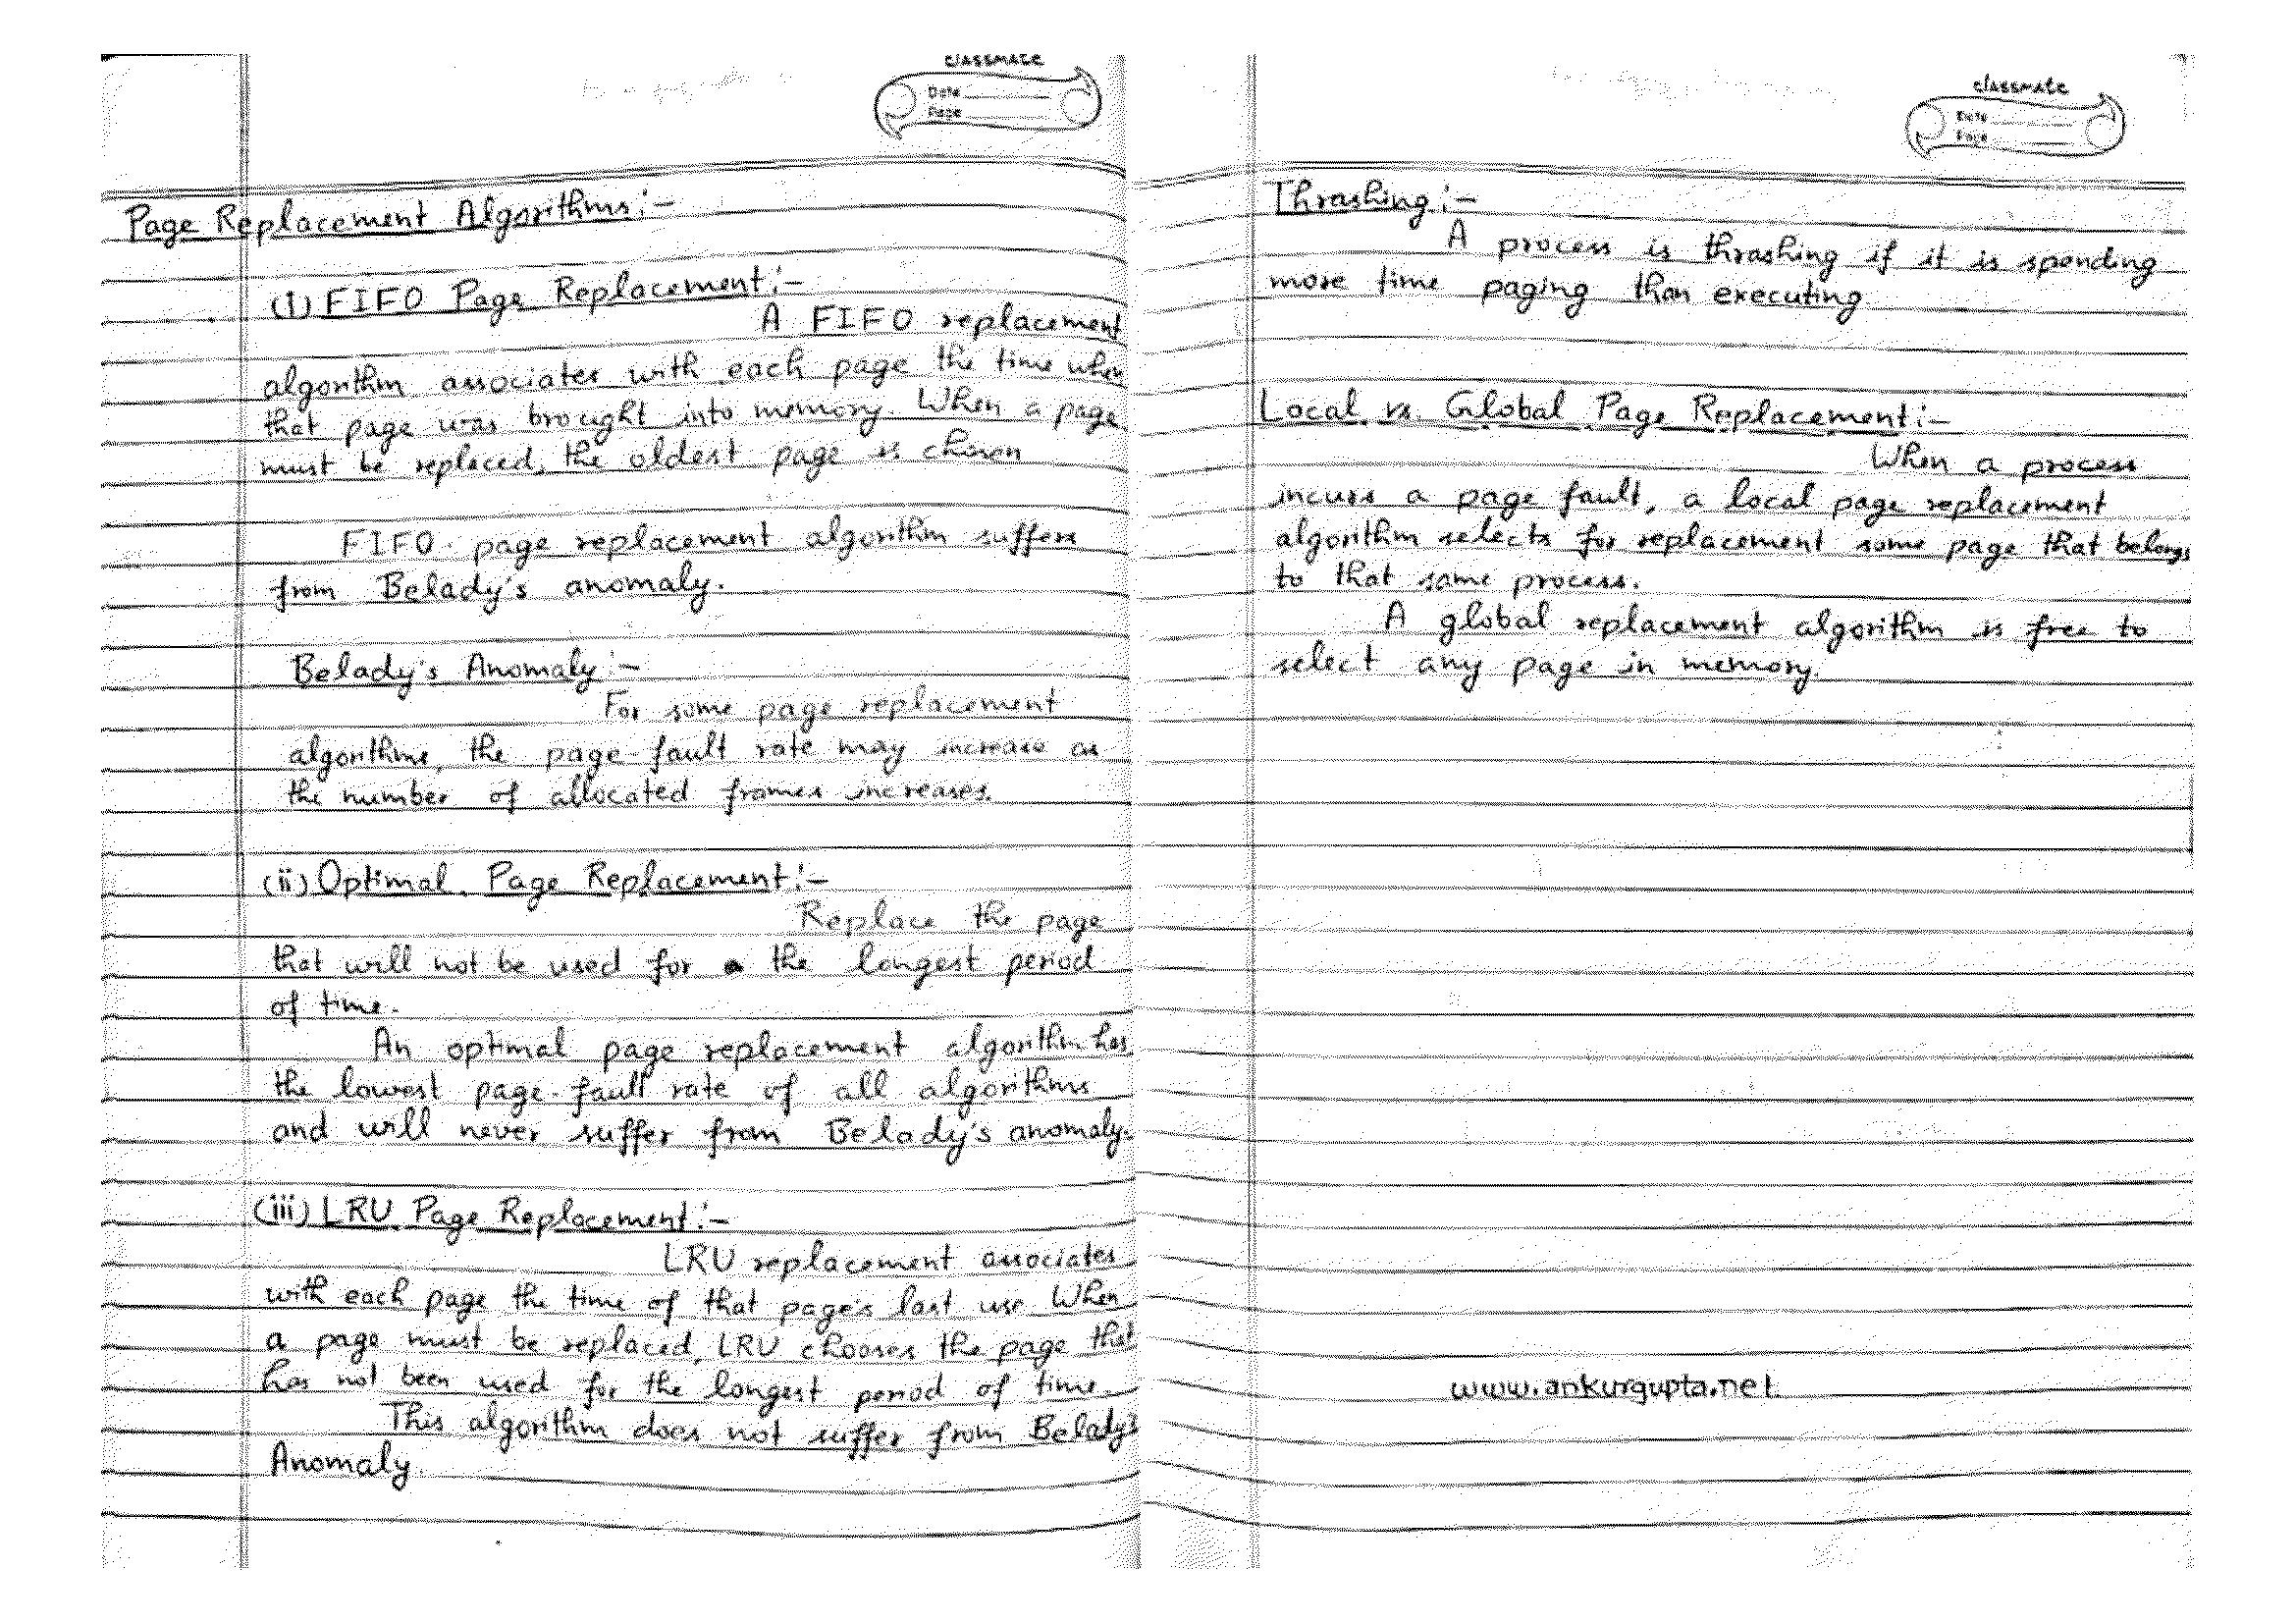 classmate
Date
Page
Page Replacement Algorithms:-
(i) FIFO Page Replacement:-
A FIFO replacement
algorithm associates with each page the time when
that page was brought into memory. When a page
must be replaced, the oldest page is chosen
FIFO page replacement algorithm suffers
from Belady's anomaly.
Belady's Anomaly:-
For some page replacement
algorithms, the page-fault rate may increase as
the number of allocated frames increases.
(ii) Optimal Page Replacement:-
Replace the page
that will not be used for the longest period
of time.
An optimal page replacement algorithm has
the lowest page-fault rate of all algorithms
and will never suffer from Belady's anomaly.
(iii) LRU Page Replacement:-
LRU replacement associates
with each page the time of that page's last use. When
a page must be replaced, LRU chooses the page that
has not been used for the longest period of time.
This algorithm does not suffer from Belady's
Anomaly.
classmate
Date
Page
Thrashing:-
A process is thrashing if it is spending
more time paging than executing.
Local vs. Global Page Replacement:-
When a process
incurs a page fault, a local page replacement
algorithm selects for replacement some page that belongs
to that same process.
A global replacement algorithm is free to
select any page in memory.
www.ankurgupta.net